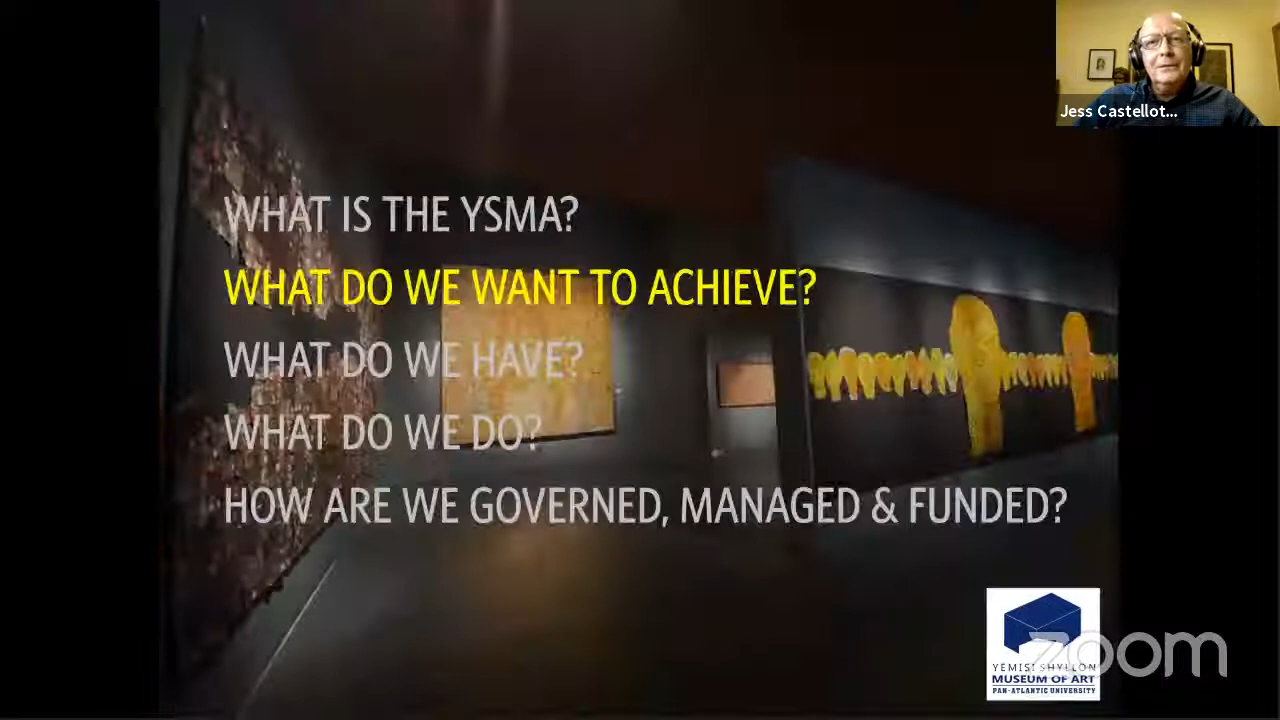 Jess Castellot...
WHAT IS THE YSMA?
WHAT DO WE WANT TO ACHIEVE?
WHAT DO WE HAVE?
WHAT DO WE DO?
HOW ARE WE GOVERNED, MANAGED & FUNDED?
zoom
YEMISI SHYLLON
MUSEUM OF ART
PAN-ATLANTIC UNIVERSITY